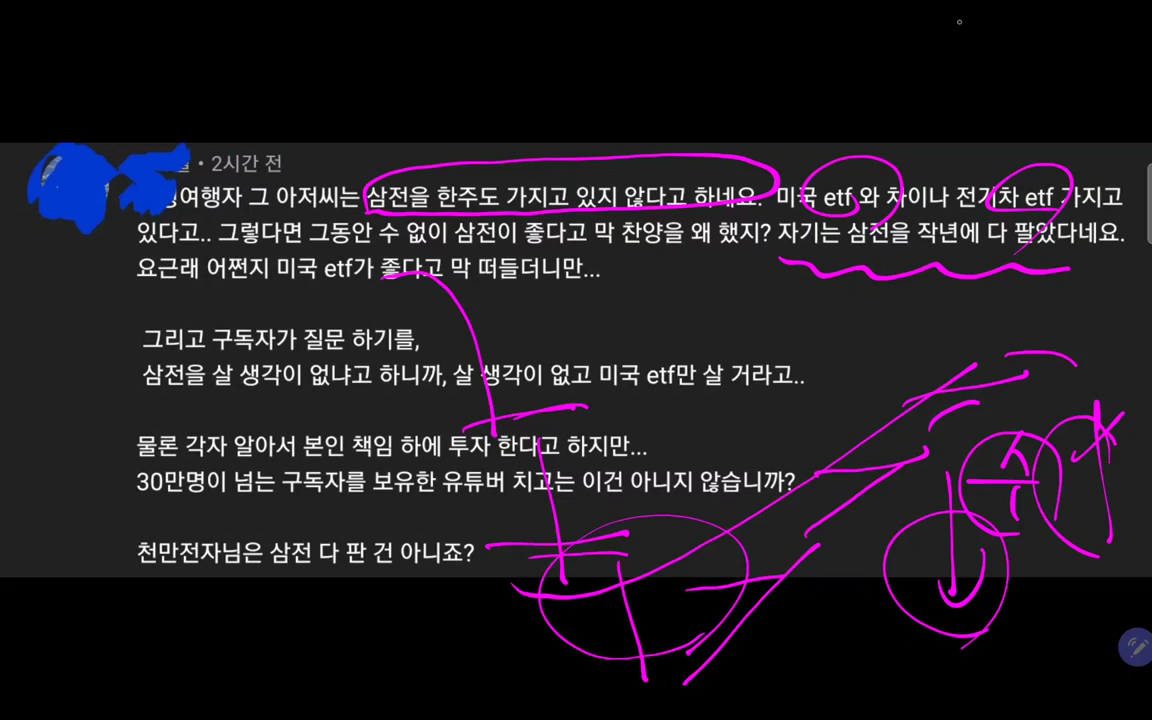 • 2시간 전
여행자 그 아저씨는 삼전을 한주도 가지고 있지 않다고 하네요. 미국 etf 와 차이나 전기차 etf 가지고
있다고.. 그렇다면 그동안 수 없이 삼전이 좋다고 막 찬양을 왜 했지? 자기는 삼전을 작년에 다 팔았다네요.
요근래 어쩐지 미국 etf가 좋다고 막 떠들더니만...
그리고 구독자가 질문 하기를,
삼전을 살 생각이 없냐고 하니까, 살 생각이 없고 미국 etf만 살 거라고..
물론 각자 알아서 본인 책임 하에 투자 한다고 하지만...
30만명이 넘는 구독자를 보유한 유튜버 치고는 이건 아니지 않습니까?
천만전자님은 삼전 다 판 건 아니죠?